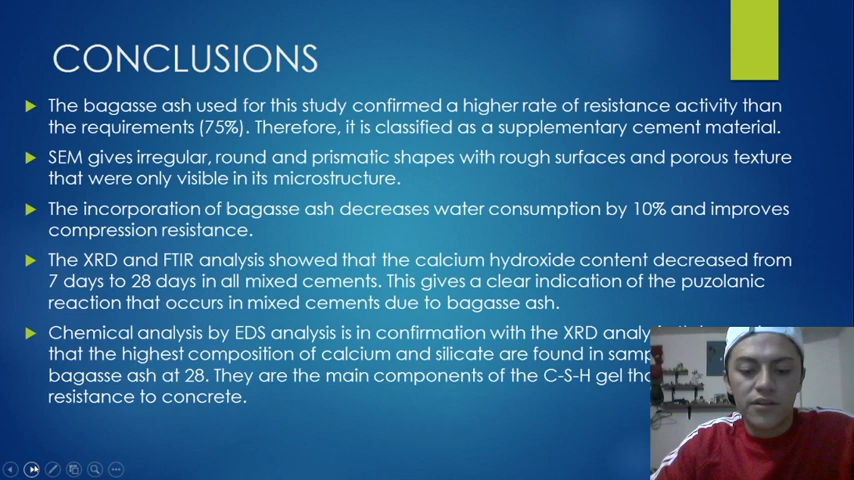 CONCLUSIONS
The bagasse ash used for this study confirmed a higher rate of resistance activity than
the requirements (75%). Therefore, it is classified as a supplementary cement material.
SEM gives irregular, round and prismatic shapes with rough surfaces and porous texture
that were only visible in its microstructure.
The incorporation of bagasse ash decreases water consumption by 10% and improves
compression resistance.
The XRD and FTIR analysis showed that the calcium hydroxide content decreased from
7 days to 28 days in all mixed cements. This gives a clear indication of the puzolanic
reaction that occurs in mixed cements due to bagasse ash.
Chemical analysis by EDS analysis is in confirmation with the XRD
that the highest composition of calcium and silicate are found in
bagasse ash at 28. They are the main components of the C-S-H gel
resistance to concrete.